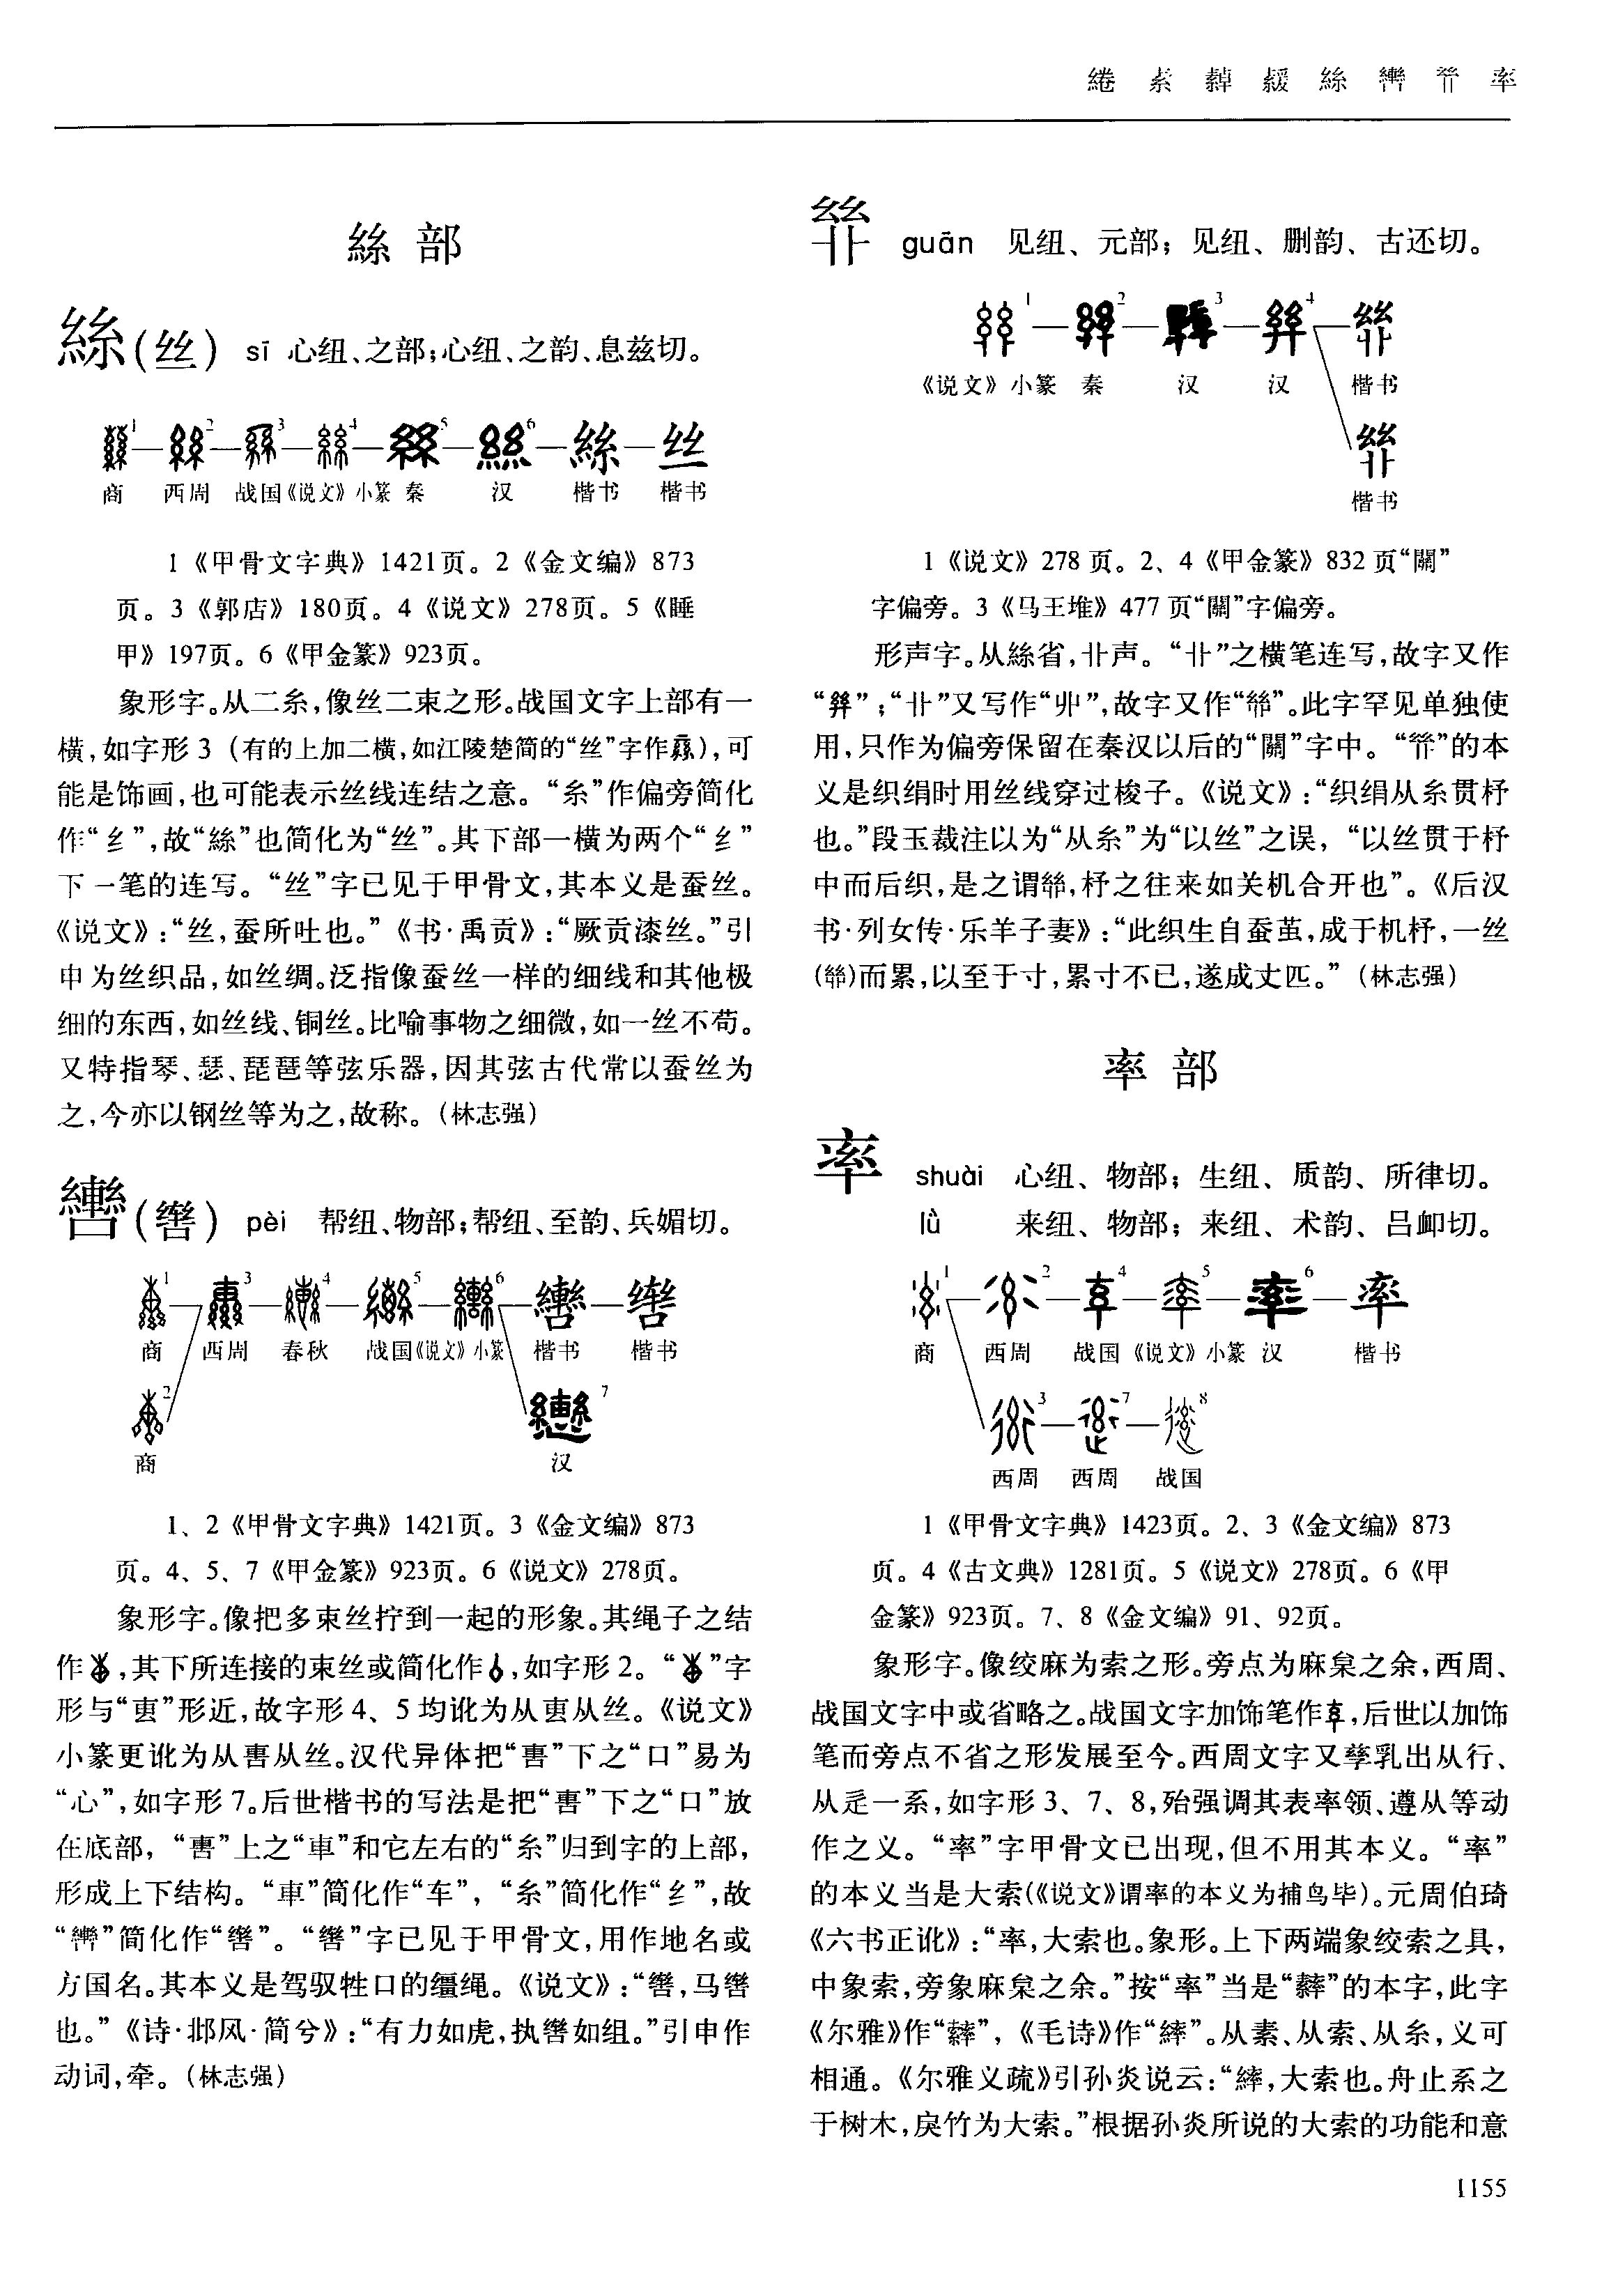 綣 素 𦃃 緩 絲 轡 𢇇 率
絲 部
絲(丝) sī 心纽、之部;心纽、之韵、息兹切。
1 2 3 4 5 6 絲 丝
商 西周 战国《说文》小篆 秦 汉 楷书 楷书
1《甲骨文字典》1421页。2《金文编》873
页。3《郭店》180页。4《说文》278页。5《睡
甲》197页。6《甲金篆》923页。
象形字。从二糸,像丝二束之形。战国文字上部有一
横,如字形3(有的上加二横,如江陵楚简的“丝”字作),可
能是饰画,也可能表示丝线连结之意。“糸”作偏旁简化
作“纟”,故“絲”也简化为“丝”。其下部一横为两个“纟”
下一笔的连写。“丝”字已见于甲骨文,其本义是蚕丝。
《说文》:“丝,蚕所吐也。”《书·禹贡》:“厥贡漆丝。”引
申为丝织品,如丝绸。泛指像蚕丝一样的细线和其他极
细的东西,如丝线、铜丝。比喻事物之细微,如一丝不苟。
又特指琴、瑟、琵琶等弦乐器,因其弦古代常以蚕丝为
之,今亦以钢丝等为之,故称。(林志强)
轡(辔) pèi 帮纽、物部;帮纽、至韵、兵媚切。
1 3 4 5 6 轡 辔
商 西周 春秋 战国《说文》小篆 楷书 楷书
2 7
商 汉
1、2《甲骨文字典》1421页。3《金文编》873
页。4、5、7《甲金篆》923页。6《说文》278页。
象形字。像把多束丝拧到一起的形象。其绳子之结
作,其下所连接的束丝或简化作,如字形2。“”字
形与“叀”形近,故字形4、5均讹为从叀从丝。《说文》
小篆更讹为从軎从丝。汉代异体把“軎”下之“口”易为
“心”,如字形7。后世楷书的写法是把“軎”下之“口”放
在底部,“軎”上之“車”和它左右的“糸”归到字的上部,
形成上下结构。“車”简化作“车”,“糸”简化作“纟”,故
“轡”简化作“辔”。“辔”字已见于甲骨文,用作地名或
方国名。其本义是驾驭牲口的缰绳。《说文》:“辔,马辔
也。”《诗·邶风·简兮》:“有力如虎,执辔如组。”引申作
动词,牵。(林志强)
𢇇 guān 见纽、元部;见纽、删韵、古还切。
1 2 3 4
《说文》小篆 秦 汉 汉 楷书
楷书
1《说文》278页。2、4《甲金篆》832页“關”
字偏旁。3《马王堆》477页“關”字偏旁。
形声字。从絲省,卝声。“卝”之横笔连写,故字又作
“”;“卝”又写作“丱”,故字又作“𢇇”。此字罕见单独使
用,只作为偏旁保留在秦汉以后的“關”字中。“𢇇”的本
义是织绢时用丝线穿过梭子。《说文》:“织绢从糸贯杼
也。”段玉裁注以为“从糸”为“以丝”之误,“以丝贯于杼
中而后织,是之谓𢇇,杼之往来如关机合开也”。《后汉
书·列女传·乐羊子妻》:“此织生自蚕茧,成于机杼,一丝
(𢇇)而累,以至于寸,累寸不已,遂成丈匹。”(林志强)
率 部
率 shuài 心纽、物部;生纽、质韵、所律切。
lǜ 来纽、物部;来纽、术韵、吕卹切。
1 2 4 5 6 率
商 西周 战国《说文》小篆 汉 楷书
3 7 8
西周 西周 战国
1《甲骨文字典》1423页。2、3《金文编》873
页。4《古文典》1281页。5《说文》278页。6《甲
金篆》923页。7、8《金文编》91、92页。
象形字。像绞麻为索之形。旁点为麻枲之余,西周、
战国文字中或省略之。战国文字加饰笔作,后世以加饰
笔而旁点不省之形发展至今。西周文字又孳乳出从行、
从辵一系,如字形3、7、8,殆强调其表率领、遵从等动
作之义。“率”字甲骨文已出现,但不用其本义。“率”
的本义当是大索(《说文》谓率的本义为捕鸟毕)。元周伯琦
《六书正讹》:“率,大索也。象形。上下两端象绞索之具,
中象索,旁象麻枲之余。”按“率”当是“䋎”的本字,此字
《尔雅》作“”,《毛诗》作“繂”。从素、从索、从糸,义可
相通。《尔雅义疏》引孙炎说云:“繂,大索也。舟止系之
于树木,戾竹为大索。”根据孙炎所说的大索的功能和意
1155